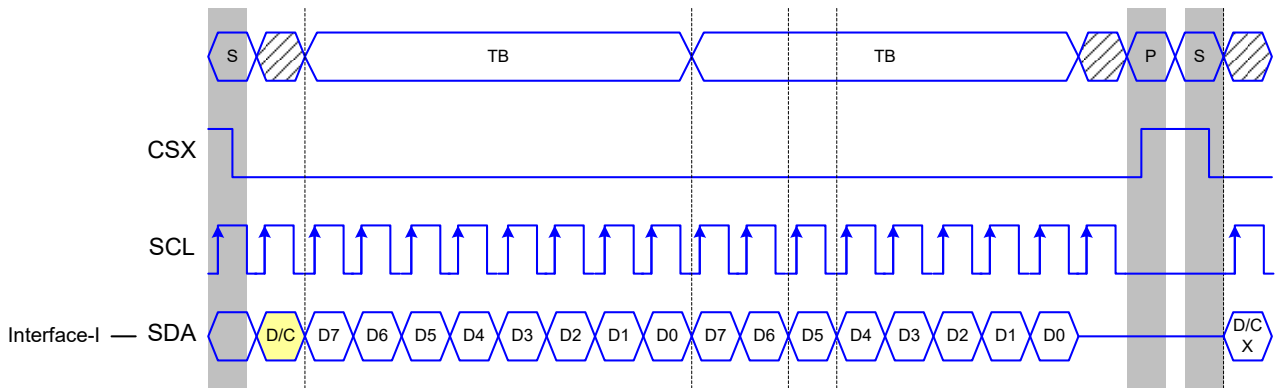 S TB TB P S
CSX
SCL
Interface-I — SDA D/C D7 D6 D5 D4 D3 D2 D1 D0 D7 D6 D5 D4 D3 D2 D1 D0 D/C
X